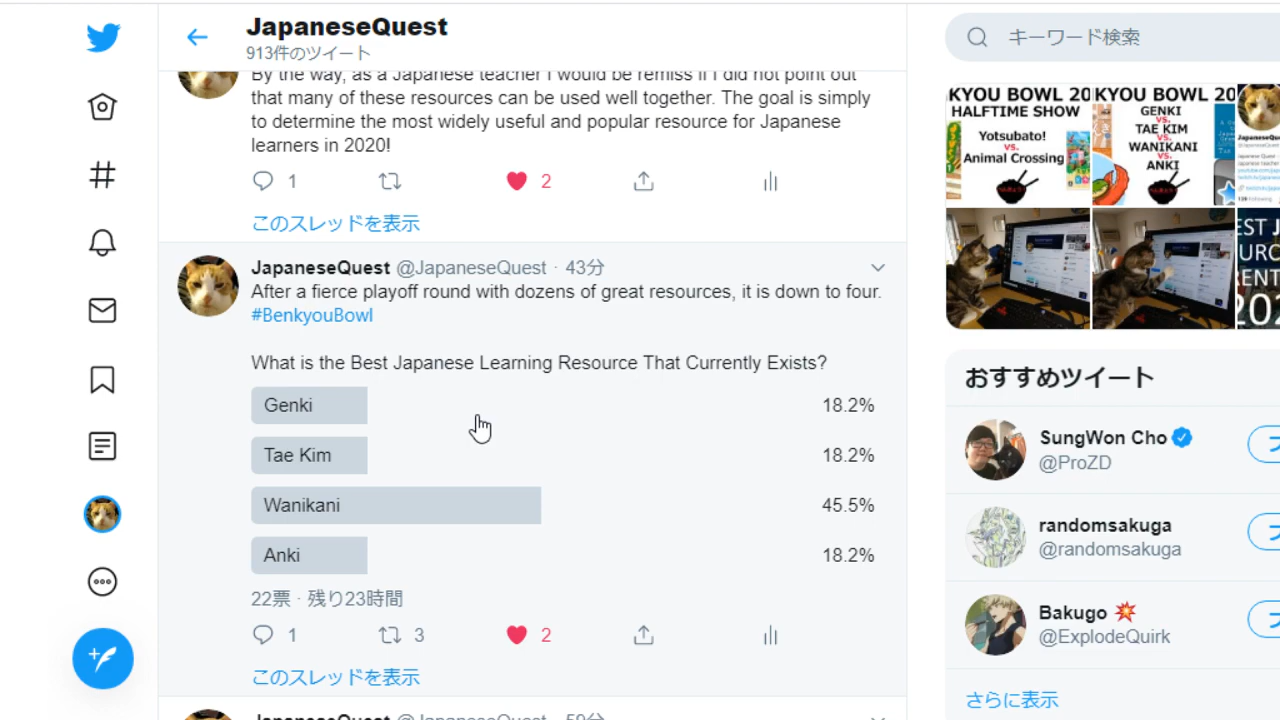 JapaneseQuest
913件のツイート
By the way, as a Japanese teacher I would be remiss if I did not point out
that many of these resources can be used well together. The goal is simply
to determine the most widely useful and popular resource for Japanese
learners in 2020!
1
2
このスレッドを表示
JapaneseQuest @JapaneseQuest · 43分
After a fierce playoff round with dozens of great resources, it is down to four.
#BenkyouBowl
What is the Best Japanese Learning Resource That Currently Exists?
Genki 18.2%
Tae Kim 18.2%
Wanikani 45.5%
Anki 18.2%
22票 · 残り23時間
1
3
2
このスレッドを表示
JapaneseQuest @JapaneseQuest · 59分
キーワード検索
KYOU BOWL 20
HALFTIME SHOW
Yotsubato!
vs.
Animal Crossing
KYOU BOWL 20
GENKI
vs.
TAE KIM
vs.
WANIKANI
vs.
ANKI
おすすめツイート
SungWon Cho
@ProZD
randomsakuga
@randomsakuga
Bakugo 💥
@ExplodeQuirk
さらに表示